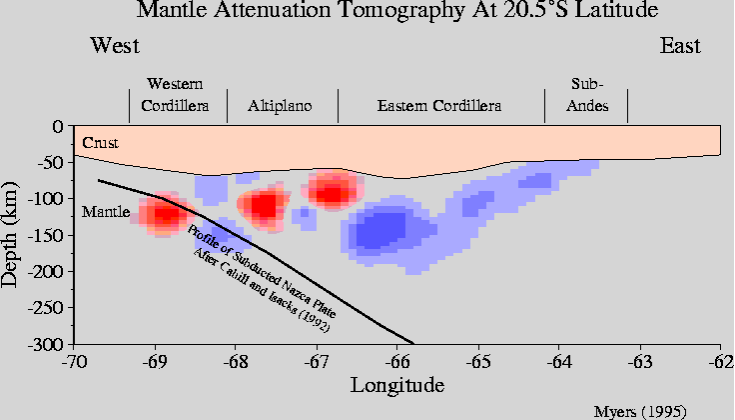 Mantle Attenuation Tomography At 20.5°S Latitude
West
East
Western
Cordillera
Altiplano
Eastern Cordillera
Sub-
Andes
0
-50
-100
-150
-200
-250
-300
Depth (km)
Crust
Mantle
Profile of Subducted Nazca Plate
After Cahill and Isacks (1992)
-70
-69
-68
-67
-66
-65
-64
-63
-62
Longitude
Myers (1995)